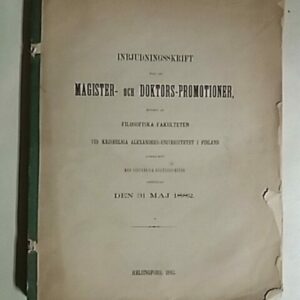 INBJUDNINGSSKRIFT
MAGISTER- OCH DOKTORS-PROMOTIONER,
FILOSOFISKA FAKULTETEN
VID KEJSERLIGA ALEXANDERS-UNIVERSITETET I FINLAND
DEN 31 MAJ 1882.
HELSINGFORS, 1882.